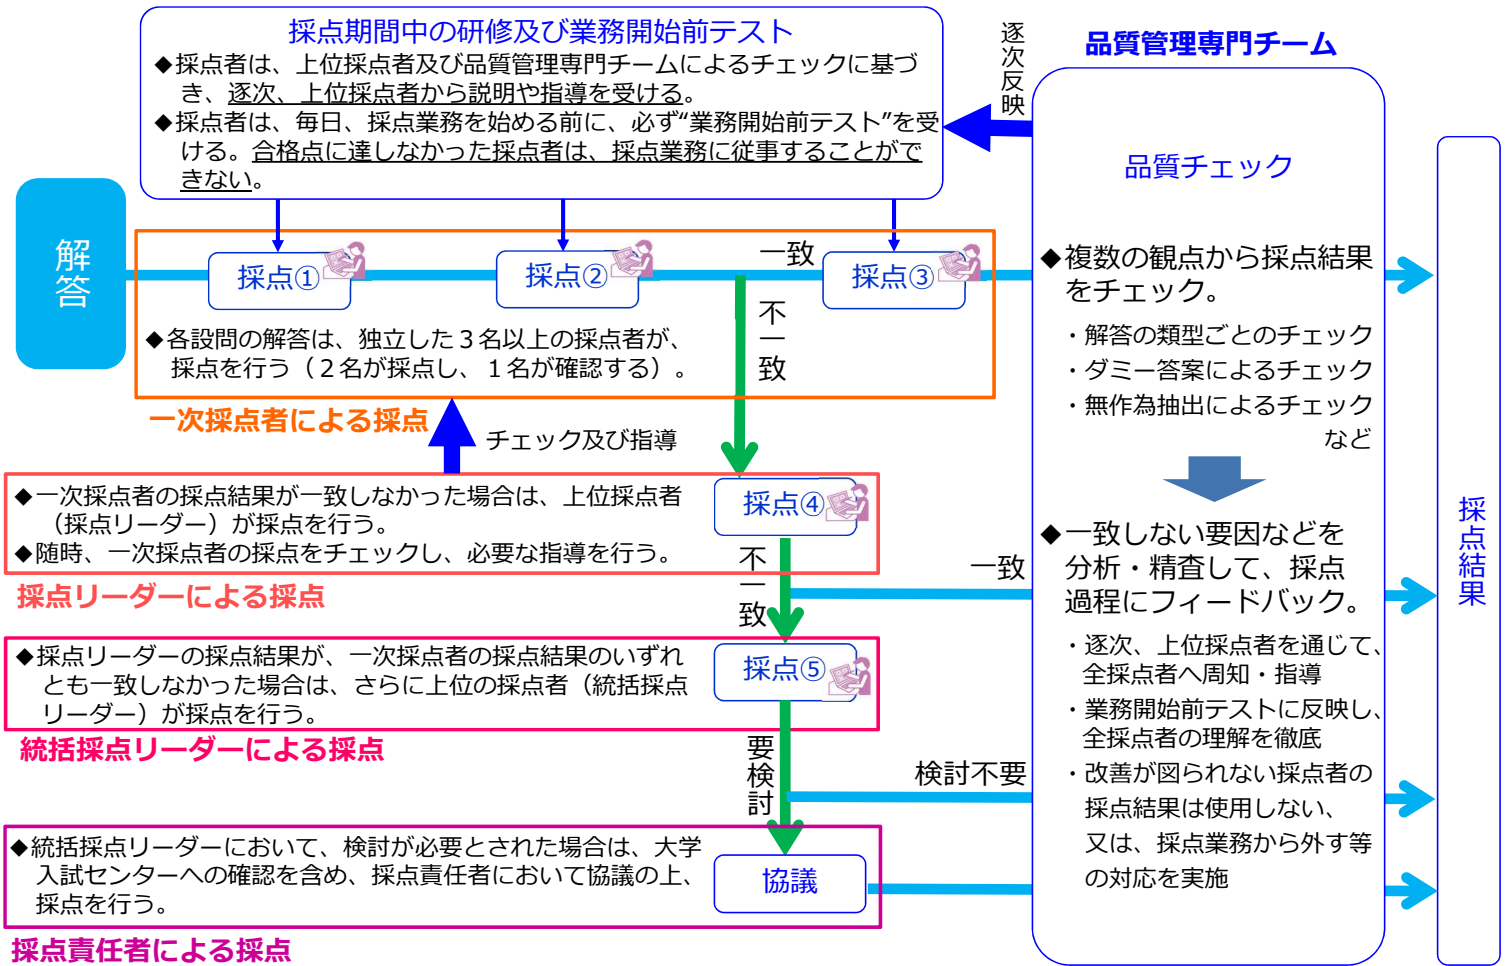 採点期間中の研修及び業務開始前テスト
◆採点者は、上位採点者及び品質管理専門チームによるチェックに基づ
き、逐次、上位採点者から説明や指導を受ける。
◆採点者は、毎日、採点業務を始める前に、必ず“業務開始前テスト”を受
ける。合格点に達しなかった採点者は、採点業務に従事することがで
きない。
逐次反映
品質管理専門チーム
解答
採点①
採点②
一致
採点③
不一致
◆各設問の解答は、独立した３名以上の採点者が、
採点を行う（２名が採点し、１名が確認する）。
一次採点者による採点
チェック及び指導
◆一次採点者の採点結果が一致しなかった場合は、上位採点者
（採点リーダー）が採点を行う。
◆随時、一次採点者の採点をチェックし、必要な指導を行う。
採点④
採点リーダーによる採点
不一致
一致
◆採点リーダーの採点結果が、一次採点者の採点結果のいずれ
とも一致しなかった場合は、さらに上位の採点者（統括採点
リーダー）が採点を行う。
採点⑤
統括採点リーダーによる採点
要検討
検討不要
◆統括採点リーダーにおいて、検討が必要とされた場合は、大学
入試センターへの確認を含め、採点責任者において協議の上、
採点を行う。
協議
採点責任者による採点
品質チェック
◆複数の観点から採点結果
をチェック。
・解答の類型ごとのチェック
・ダミー答案によるチェック
・無作為抽出によるチェック
など
◆一致しない要因などを
分析・精査して、採点
過程にフィードバック。
・逐次、上位採点者を通じて、
全採点者へ周知・指導
・業務開始前テストに反映し、
全採点者の理解を徹底
・改善が図られない採点者の
採点結果は使用しない、
又は、採点業務から外す等
の対応を実施
採点結果